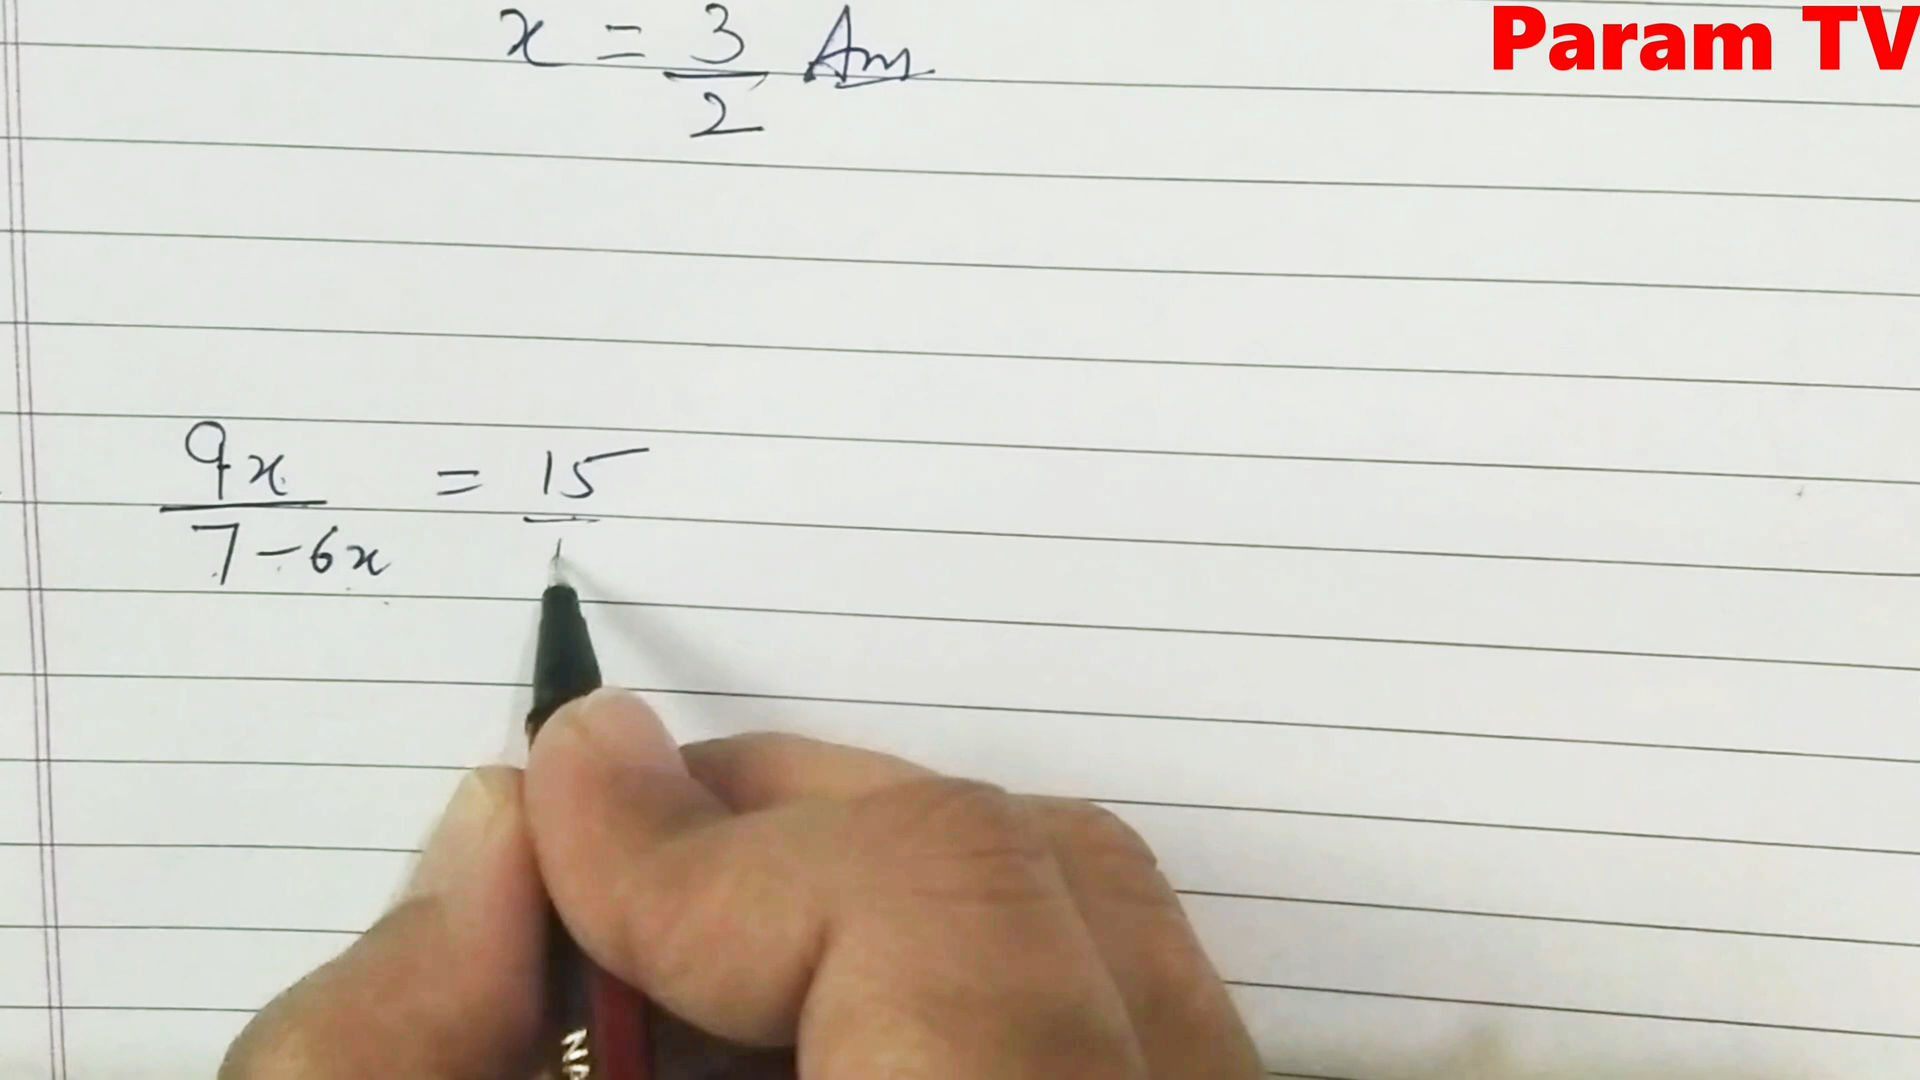 Param TV
x = 3/2 Ans
9x/7-6x = 15/1